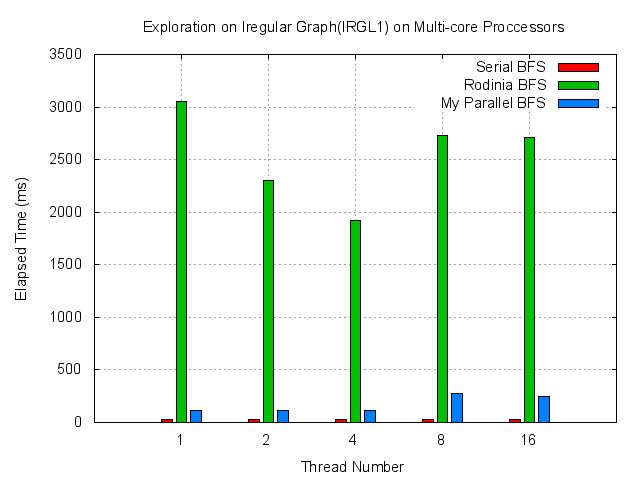 Exploration on Iregular Graph(IRGL1) on Multi-core Proccessors
3500
3000
2500
2000
1500
1000
500
0
Elapsed Time (ms)
Serial BFS
Rodinia BFS
My Parallel BFS
1 2 4 8 16
Thread Number